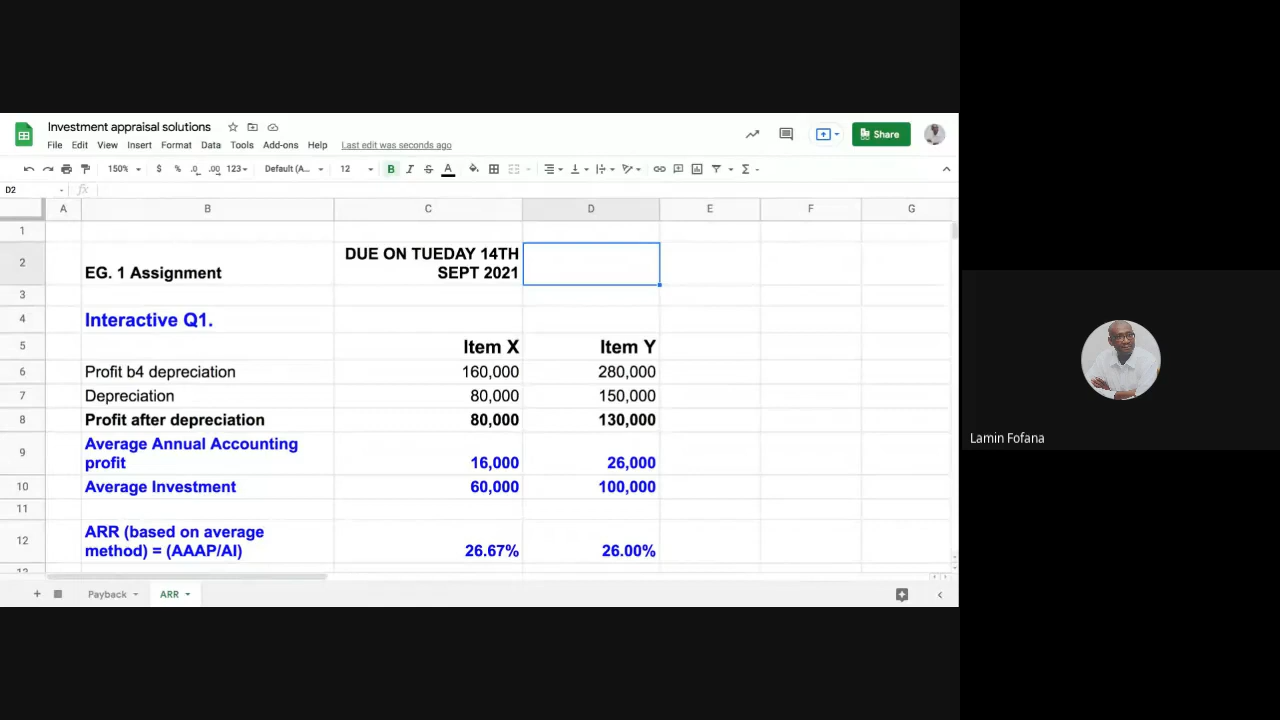 Investment appraisal solutions
File Edit View Insert Format Data Tools Add-ons Help Last edit was seconds ago
Share
150% $ % .0 .00 123 Default (A... 12 B I S A Σ
D2 fx
A B C D E F G
1
2 EG. 1 Assignment DUE ON TUEDAY 14TH
SEPT 2021
3
4 Interactive Q1.
5 Item X Item Y
6 Profit b4 depreciation 160,000 280,000
7 Depreciation 80,000 150,000
8 Profit after depreciation 80,000 130,000
9 Average Annual Accounting
profit 16,000 26,000
10 Average Investment 60,000 100,000
11
12 ARR (based on average
method) = (AAAP/AI) 26.67% 26.00%
Payback ARR
Lamin Fofana